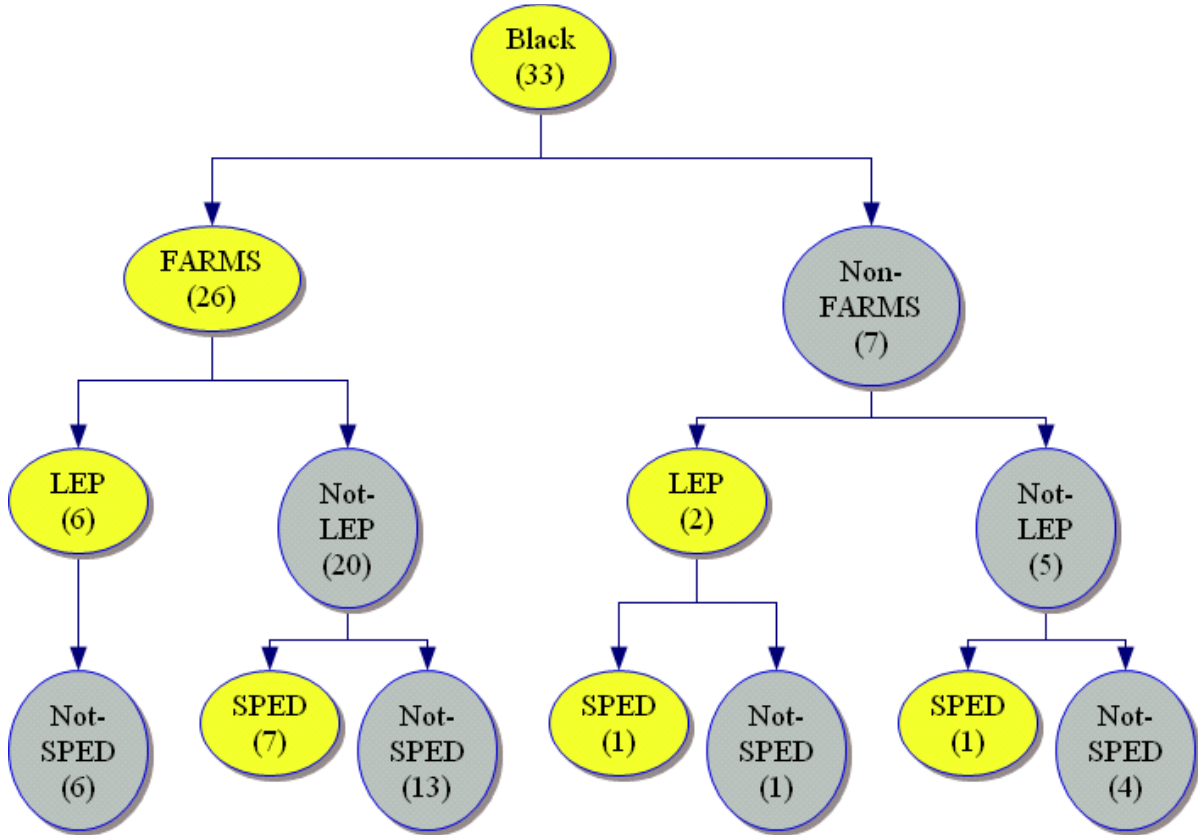 Black
(33)
FARMS
(26)
Non-
FARMS
(7)
LEP
(6)
Not-
LEP
(20)
LEP
(2)
Not-
LEP
(5)
Not-
SPED
(6)
SPED
(7)
Not-
SPED
(13)
SPED
(1)
Not-
SPED
(1)
SPED
(1)
Not-
SPED
(4)